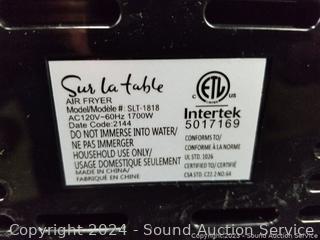 Sur la table
AIR FRYER
Model/Modèle #: SLT-1818
AC120V~60Hz 1700W
Date Code: 2144
DO NOT IMMERSE INTO WATER/
NE PAS IMMERGER
HOUSEHOLD USE ONLY/
USAGE DOMESTIQUE SEULEMENT
MADE IN CHINA/
FABRIQUÉ EN CHINE
C ETL US
Intertek
5017169
CONFORMS TO/
CONFORME À LA NORME
UL STD. 1026
CERTIFIED TO/ CERTIFIÉ
CSA STD. C22.2 NO.64
Copyright 2024 - Sound Auction Service